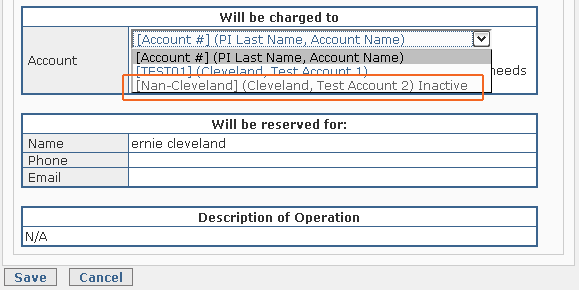 Will be charged to
Account
[Account #] (PI Last Name, Account Name)
[Account #] (PI Last Name, Account Name)
[TEST01] (Cleveland, Test Account 1)
needs
[Nan-Cleveland] (Cleveland, Test Account 2) Inactive
Will be reserved for:
Name ernie cleveland
Phone
Email
Description of Operation
N/A
Save Cancel